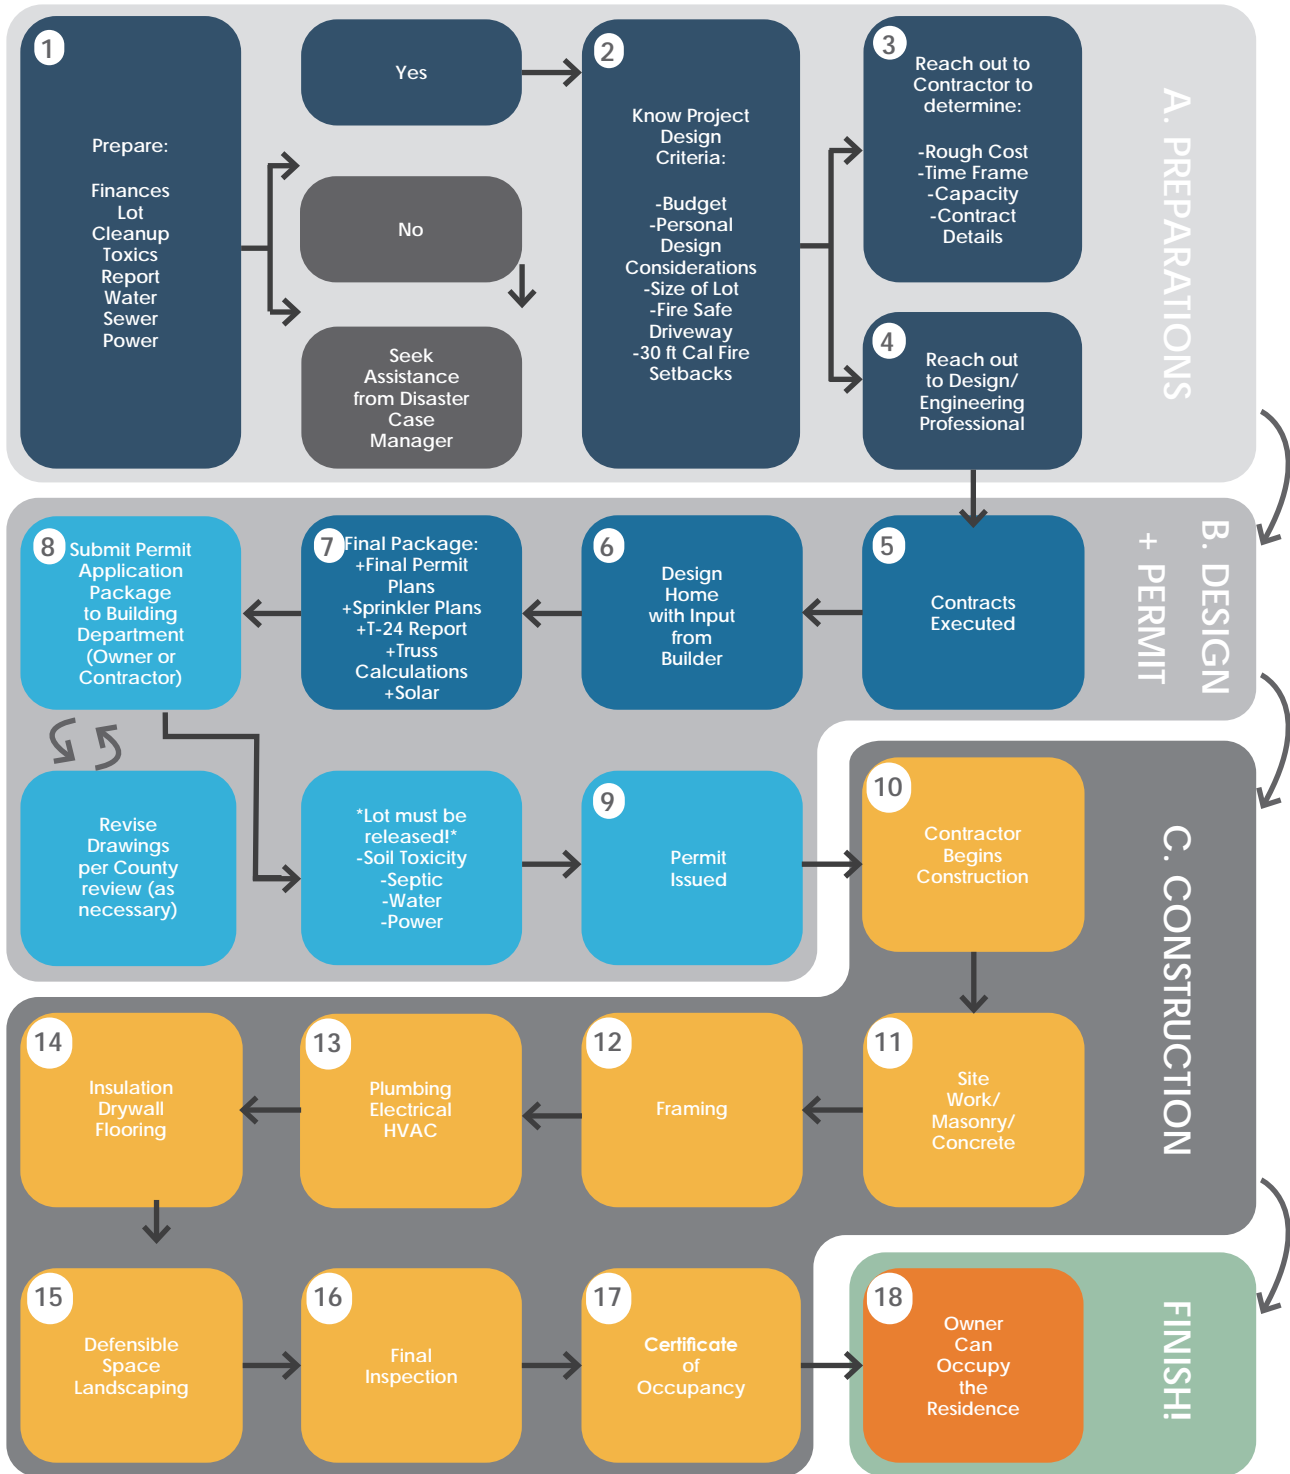 1
Prepare:
Finances
Lot
Cleanup
Toxics
Report
Water
Sewer
Power
Yes
No
Seek
Assistance
from Disaster
Case
Manager
2
Know Project
Design
Criteria:
-Budget
-Personal
Design
Considerations
-Size of Lot
-Fire Safe
Driveway
-30 ft Cal Fire
Setbacks
3
Reach out to
Contractor to
determine:
-Rough Cost
-Time Frame
-Capacity
-Contract
Details
4
Reach out
to Design/
Engineering
Professional
A. PREPARATIONS
8
Submit Permit
Application
Package
to Building
Department
(Owner or
Contractor)
7
Final Package:
+Final Permit
Plans
+Sprinkler Plans
+T-24 Report
+Truss
Calculations
+Solar
6
Design
Home
with Input
from
Builder
5
Contracts
Executed
B. DESIGN
+ PERMIT
Revise
Drawings
per County
review (as
necessary)
*Lot must be
released!*
-Soil Toxicity
-Septic
-Water
-Power
9
Permit
Issued
10
Contractor
Begins
Construction
C. CONSTRUCTION
14
Insulation
Drywall
Flooring
13
Plumbing
Electrical
HVAC
12
Framing
11
Site
Work/
Masonry/
Concrete
15
Defensible
Space
Landscaping
16
Final
Inspection
17
Certificate
of
Occupancy
18
Owner
Can
Occupy
the
Residence
FINISH!